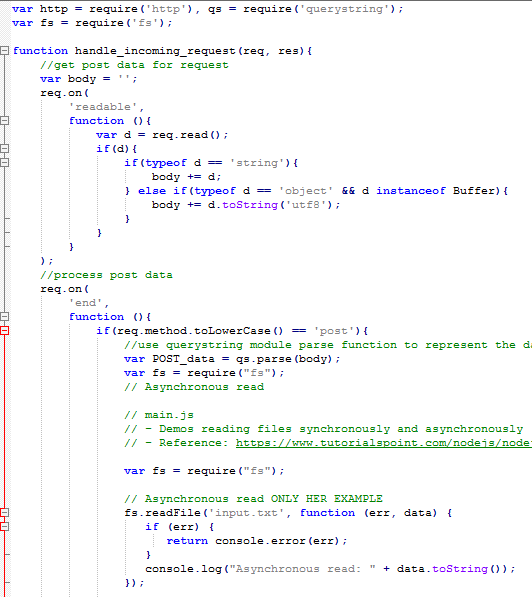 var http = require('http'), qs = require('querystring');
var fs = require('fs');
function handle_incoming_request(req, res){
//get post data for request
var body = '';
req.on(
'readable',
function (){
var d = req.read();
if(d){
if(typeof d == 'string'){
body += d;
} else if(typeof d == 'object' && d instanceof Buffer){
body += d.toString('utf8');
}
}
}
);
//process post data
req.on(
'end',
function (){
if(req.method.toLowerCase() == 'post'){
//use querystring module parse function to represent the da
var POST_data = qs.parse(body);
var fs = require("fs");
// Asynchronous read
// main.js
// - Demos reading files synchronously and asynchronously
// - Reference: https://www.tutorialspoint.com/nodejs/node
var fs = require("fs");
// Asynchronous read ONLY HER EXAMPLE
fs.readFile('input.txt', function (err, data) {
if (err) {
return console.error(err);
}
console.log("Asynchronous read: " + data.toString());
});